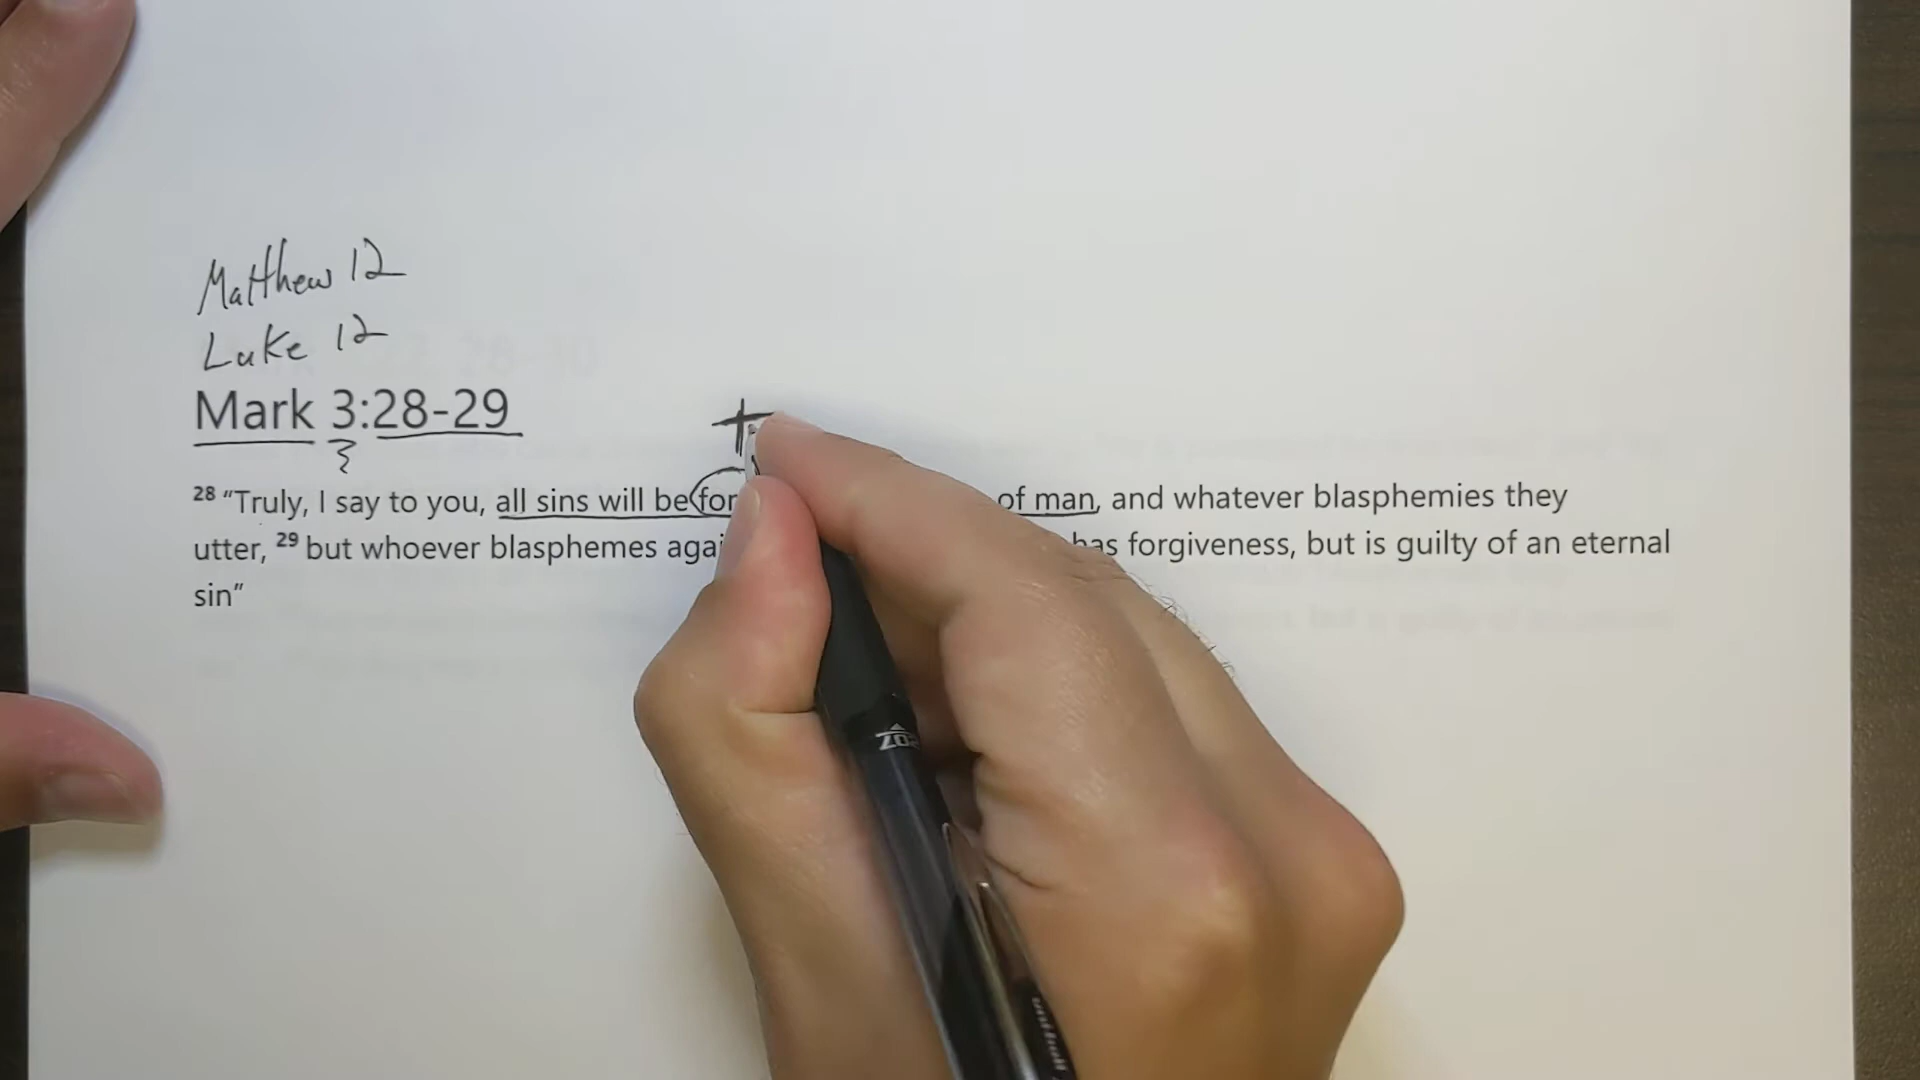 Matthew 12
Luke 12
Mark 3:28-29
28 “Truly, I say to you, all sins will be for of man, and whatever blasphemies they
utter, 29 but whoever blasphemes agai has forgiveness, but is guilty of an eternal
sin”
207